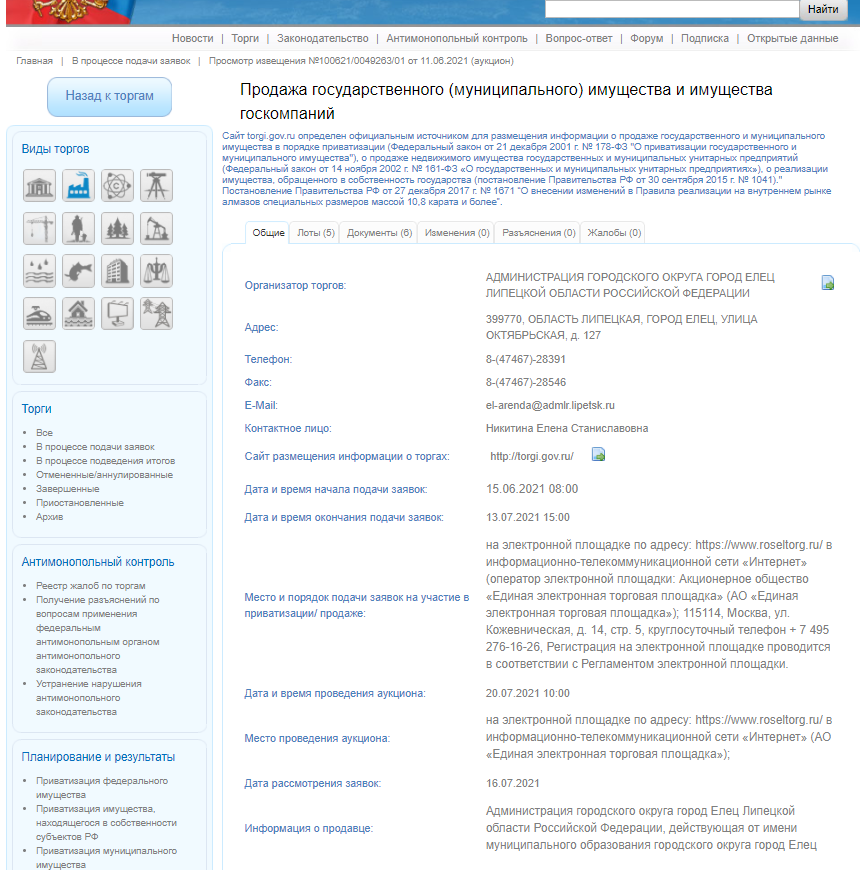 Найти
Новости | Торги | Законодательство | Антимонопольный контроль | Вопрос-ответ | Форум | Подписка | Открытые данные
Главная | В процессе подачи заявок | Просмотр извещения №100621/0049263/01 от 11.06.2021 (аукцион)
Назад к торгам
Виды торгов
Торги
Все
В процессе подачи заявок
В процессе подведения итогов
Отмененные/аннулированные
Завершенные
Приостановленные
Архив
Антимонопольный контроль
Реестр жалоб по торгам
Получение разъяснений по
вопросам применения
федеральным
антимонопольным органом
антимонопольного
законодательства
Устранение нарушения
антимонопольного
законодательства
Планирование и результаты
Приватизация федерального
имущества
Приватизация имущества,
находящегося в собственности
субъектов РФ
Приватизация муниципального
имущества
Продажа государственного (муниципального) имущества и имущества
госкомпаний
Сайт torgi.gov.ru определен официальным источником для размещения информации о продаже государственного и муниципального
имущества в порядке приватизации (Федеральный закон от 21 декабря 2001 г. № 178-ФЗ "О приватизации государственного и
муниципального имущества"), о продаже недвижимого имущества государственных и муниципальных унитарных предприятий
(Федеральный закон от 14 ноября 2002 г. № 161-ФЗ «О государственных и муниципальных унитарных предприятиях»), о реализации
имущества, обращенного в собственность государства (постановление Правительства РФ от 30 сентября 2015 г. № 1041)."
Постановление Правительства РФ от 27 декабря 2017 г. № 1671 "О внесении изменений в Правила реализации на внутреннем рынке
алмазов специальных размеров массой 10,8 карата и более".
Общие Лоты (5) Документы (6) Изменения (0) Разъяснения (0) Жалобы (0)
Организатор торгов:
АДМИНИСТРАЦИЯ ГОРОДСКОГО ОКРУГА ГОРОД ЕЛЕЦ
ЛИПЕЦКОЙ ОБЛАСТИ РОССИЙСКОЙ ФЕДЕРАЦИИ
Адрес:
399770, ОБЛАСТЬ ЛИПЕЦКАЯ, ГОРОД ЕЛЕЦ, УЛИЦА
ОКТЯБРЬСКАЯ, д. 127
Телефон: 8-(47467)-28391
Факс: 8-(47467)-28546
E-Mail: el-arenda@admlr.lipetsk.ru
Контактное лицо: Никитина Елена Станиславовна
Сайт размещения информации о торгах: http://torgi.gov.ru/
Дата и время начала подачи заявок: 15.06.2021 08:00
Дата и время окончания подачи заявок: 13.07.2021 15:00
Место и порядок подачи заявок на участие в
приватизации/ продаже:
на электронной площадке по адресу: https://www.roseltorg.ru/ в
информационно-телекоммуникационной сети «Интернет»
(оператор электронной площадки: Акционерное общество
«Единая электронная торговая площадка» (АО «Единая
электронная торговая площадка»); 115114, Москва, ул.
Кожевническая, д. 14, стр. 5, круглосуточный телефон + 7 495
276-16-26, Регистрация на электронной площадке проводится
в соответствии с Регламентом электронной площадки.
Дата и время проведения аукциона: 20.07.2021 10:00
Место проведения аукциона:
на электронной площадке по адресу: https://www.roseltorg.ru/ в
информационно-телекоммуникационной сети «Интернет» (АО
«Единая электронная торговая площадка»);
Дата рассмотрения заявок: 16.07.2021
Информация о продавце:
Администрация городского округа город Елец Липецкой
области Российской Федерации, действующая от имени
муниципального образования городского округа город Елец